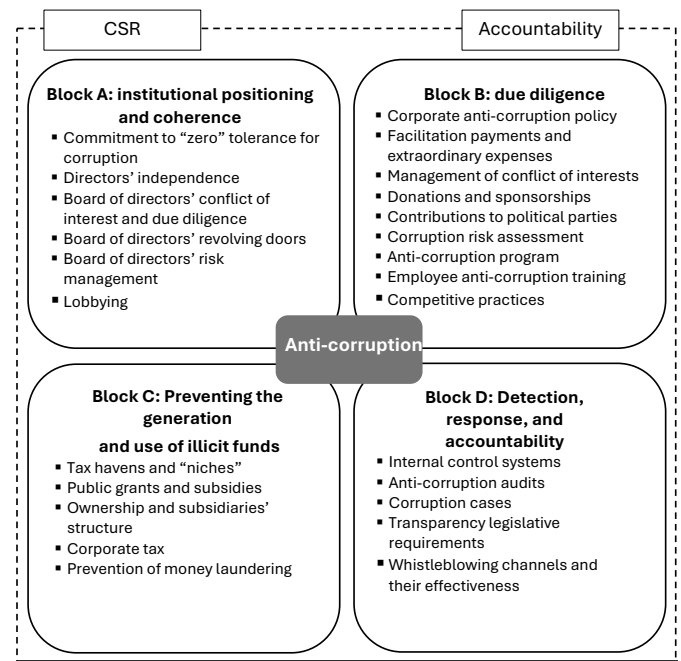 CSR
Accountability
Block A: institutional positioning
and coherence
▪ Commitment to “zero” tolerance for
corruption
▪ Directors’ independence
▪ Board of directors’ conflict of
interest and due diligence
▪ Board of directors’ revolving doors
▪ Board of directors’ risk
management
▪ Lobbying
Block B: due diligence
▪ Corporate anti-corruption policy
▪ Facilitation payments and
extraordinary expenses
▪ Management of conflict of interests
▪ Donations and sponsorships
▪ Contributions to political parties
▪ Corruption risk assessment
▪ Anti-corruption program
▪ Employee anti-corruption training
▪ Competitive practices
Anti-corruption
Block C: Preventing the
generation
and use of illicit funds
▪ Tax havens and “niches”
▪ Public grants and subsidies
▪ Ownership and subsidiaries’
structure
▪ Corporate tax
▪ Prevention of money laundering
Block D: Detection,
response, and
accountability
▪ Internal control systems
▪ Anti-corruption audits
▪ Corruption cases
▪ Transparency legislative
requirements
▪ Whistleblowing channels and
their effectiveness